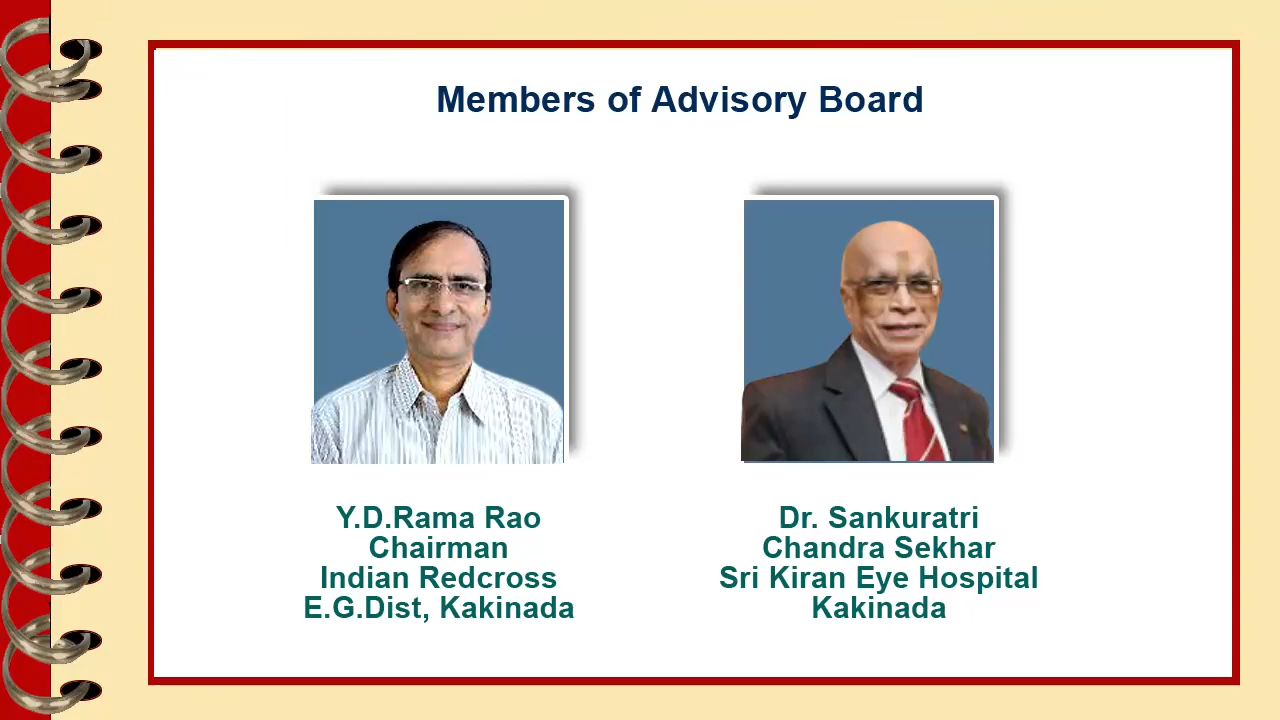 Members of Advisory Board
Y.D.Rama Rao
Chairman
Indian Redcross
E.G.Dist, Kakinada
Dr. Sankuratri
Chandra Sekhar
Sri Kiran Eye Hospital
Kakinada